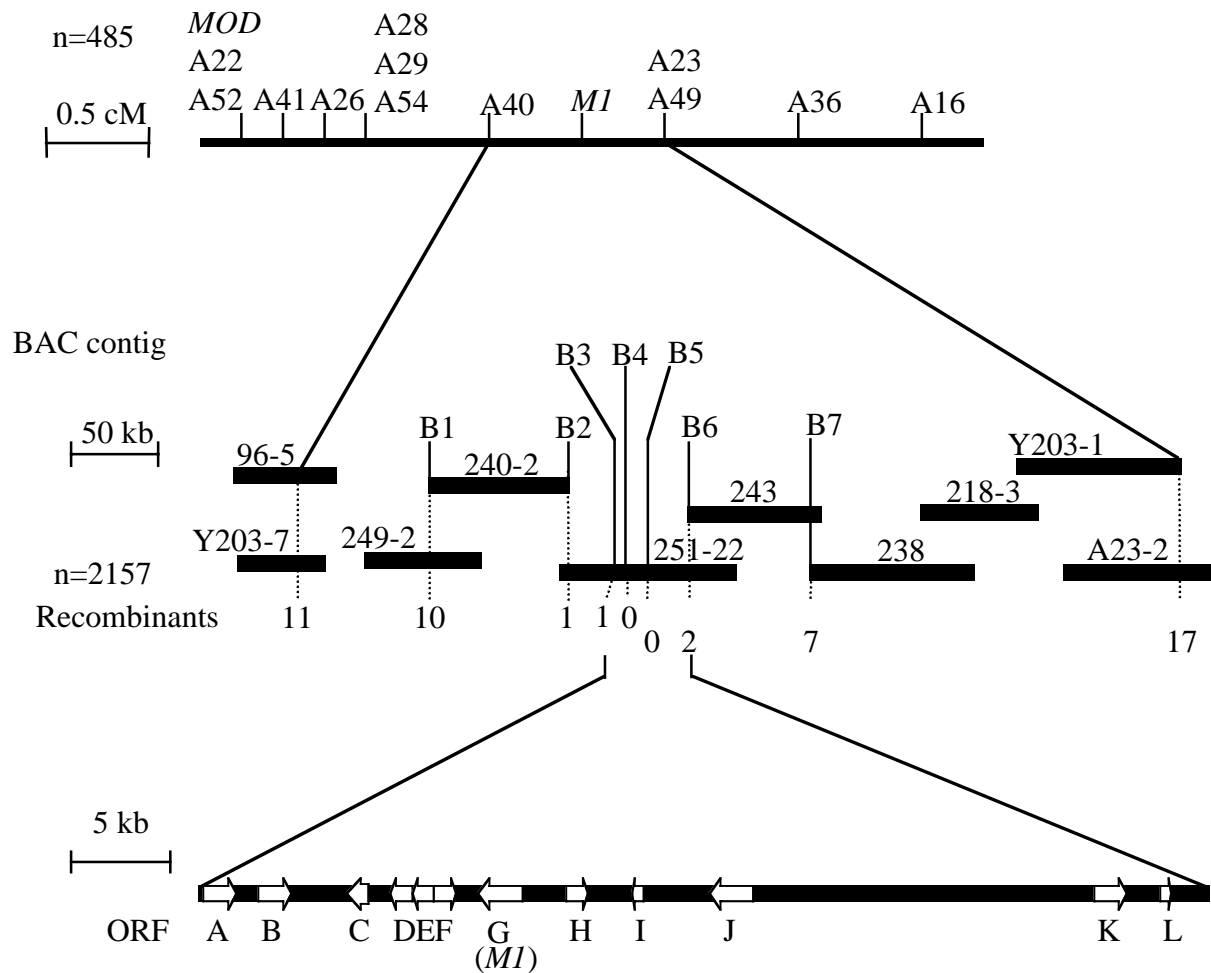 n=485
MOD
A22
A52
A41
A26
A28
A29
A54
A40
M1
A23
A49
A36
A16
0.5 cM
BAC contig
B3 B4 B5
50 kb
B1 B2 B6 B7
96-5
240-2
243
Y203-1
218-3
Y203-7
249-2
251-22
238
A23-2
n=2157
Recombinants 11 10 1 1 0 0 2 7 17
5 kb
ORF A B C D E F G H I J K L
(M1)